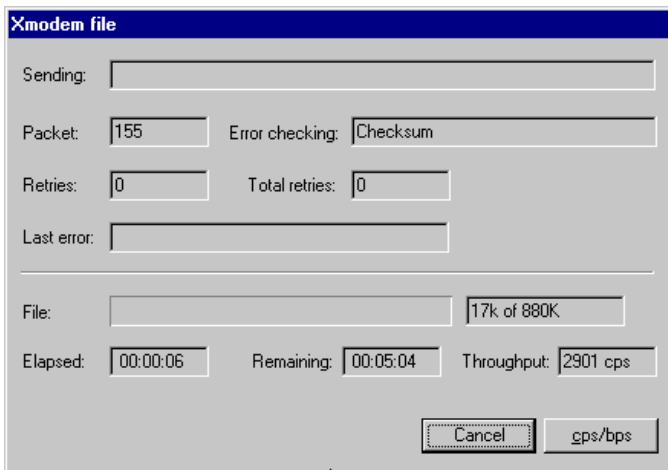 Xmodem file
Sending:
Packet: 155 Error checking: Checksum
Retries: 0 Total retries: 0
Last error:
File: 17k of 880K
Elapsed: 00:00:06 Remaining: 00:05:04 Throughput: 2901 cps
Cancel cps/bps